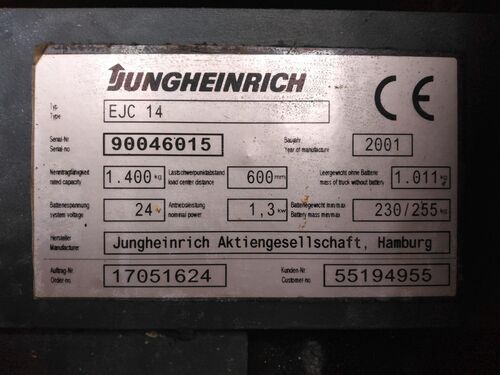 JUNGHEINRICH
CE
Typ
Type EJC 14
Serial-Nr
Serial-no 90046015 Baujahr
Year of manufacture 2001
Nenntragfähigkeit
rated capacity 1.400 kg Lastschwerpunktabstand
load center distance 600 mm Leergewicht ohne Batterie
mass of truck without battery 1.011 kg
Batteriespannung
system voltage 24 V Antriebsleistung
nominal power 1,3 kW Batteriegewicht min/max
Battery mass min/max 230/255 kg
Hersteller
Manufacturer Jungheinrich Aktiengesellschaft, Hamburg
Auftrag-Nr
Order-no 17051624 Kunden-Nr
Customer-no 55194955